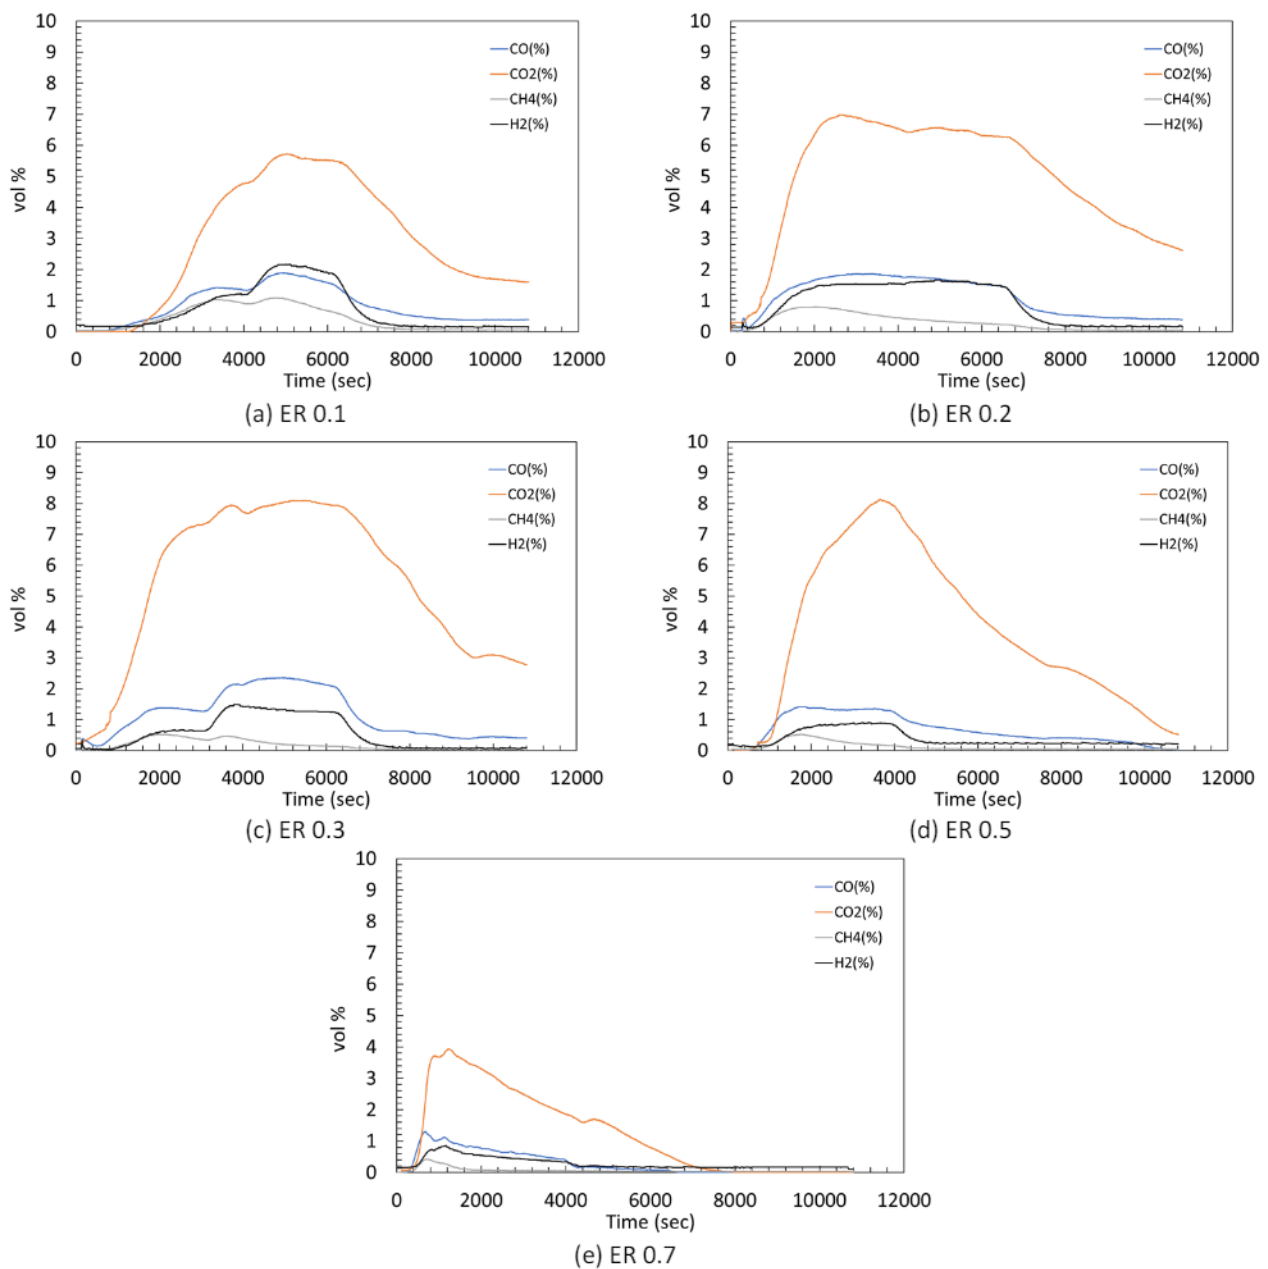 10
9
8
7
6
5
4
3
2
1
0
vol %
CO(%)
CO2(%)
CH4(%)
H2(%)
0 2000 4000 6000 8000 10000 12000
Time (sec)
(a) ER 0.1
10
9
8
7
6
5
4
3
2
1
0
vol %
CO(%)
CO2(%)
CH4(%)
H2(%)
0 2000 4000 6000 8000 10000 12000
Time (sec)
(b) ER 0.2
10
9
8
7
6
5
4
3
2
1
0
vol %
CO(%)
CO2(%)
CH4(%)
H2(%)
0 2000 4000 6000 8000 10000 12000
Time (sec)
(c) ER 0.3
10
9
8
7
6
5
4
3
2
1
0
vol %
CO(%)
CO2(%)
CH4(%)
H2(%)
0 2000 4000 6000 8000 10000 12000
Time (sec)
(d) ER 0.5
10
9
8
7
6
5
4
3
2
1
0
vol %
CO(%)
CO2(%)
CH4(%)
H2(%)
0 2000 4000 6000 8000 10000 12000
Time (sec)
(e) ER 0.7